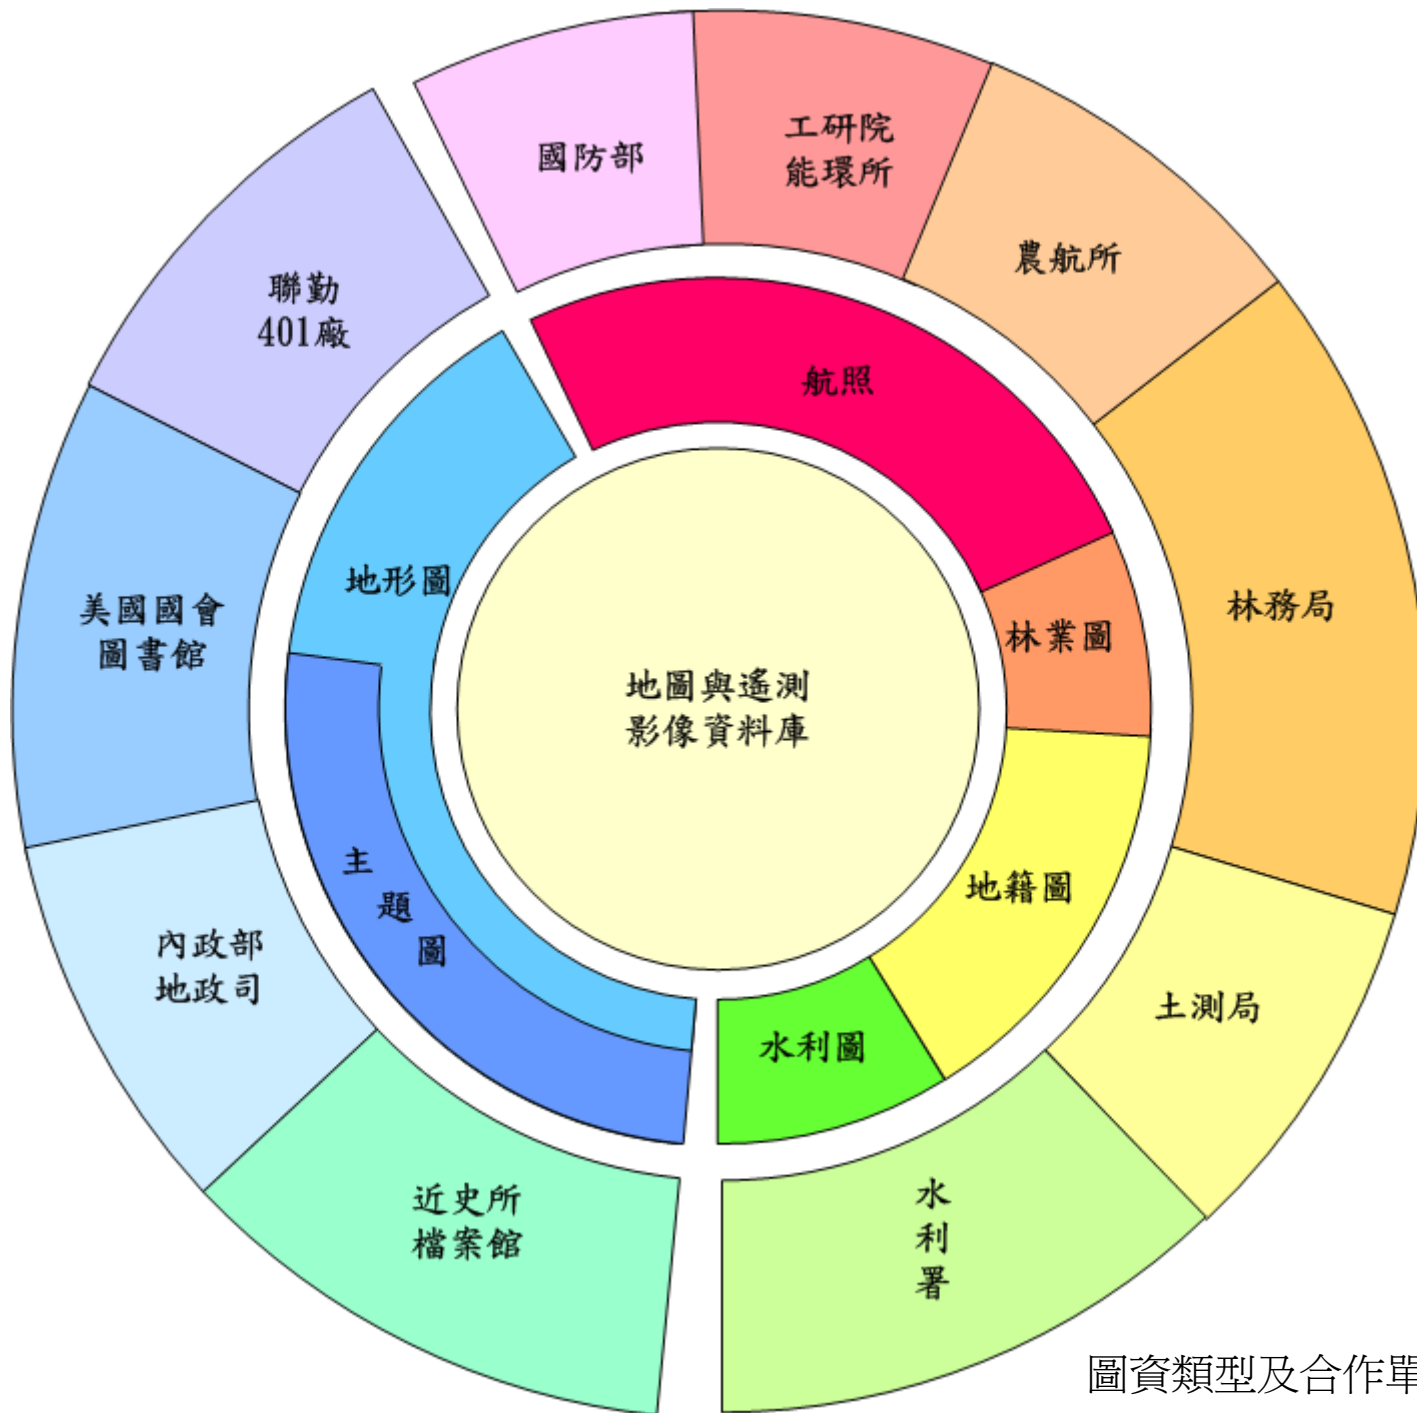 國防部
工研院
能環所
農航所
林務局
土測局
水
利
署
近史所
檔案館
內政部
地政司
美國國會
圖書館
聯勤
401廠
航照
林業圖
地籍圖
水利圖
主
題
圖
地形圖
地圖與遙測
影像資料庫
圖資類型及合作單